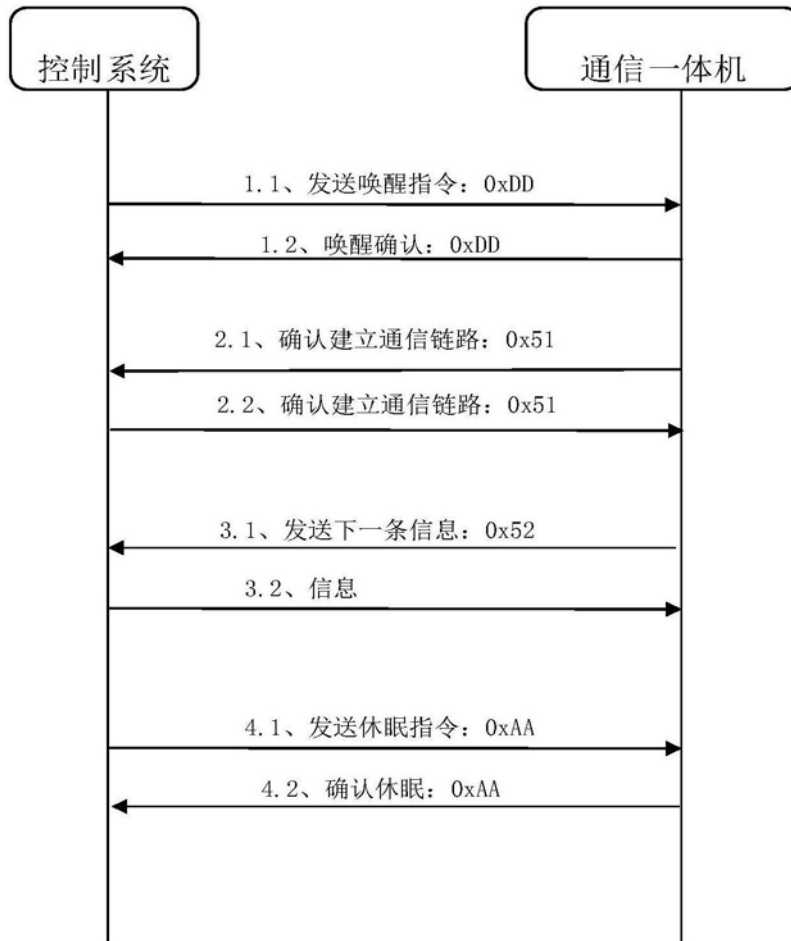 控制系统
通信一体机
1.1、发送唤醒指令：0xDD
1.2、唤醒确认：0xDD
2.1、确认建立通信链路：0x51
2.2、确认建立通信链路：0x51
3.1、发送下一条信息：0x52
3.2、信息
4.1、发送休眠指令：0xAA
4.2、确认休眠：0xAA